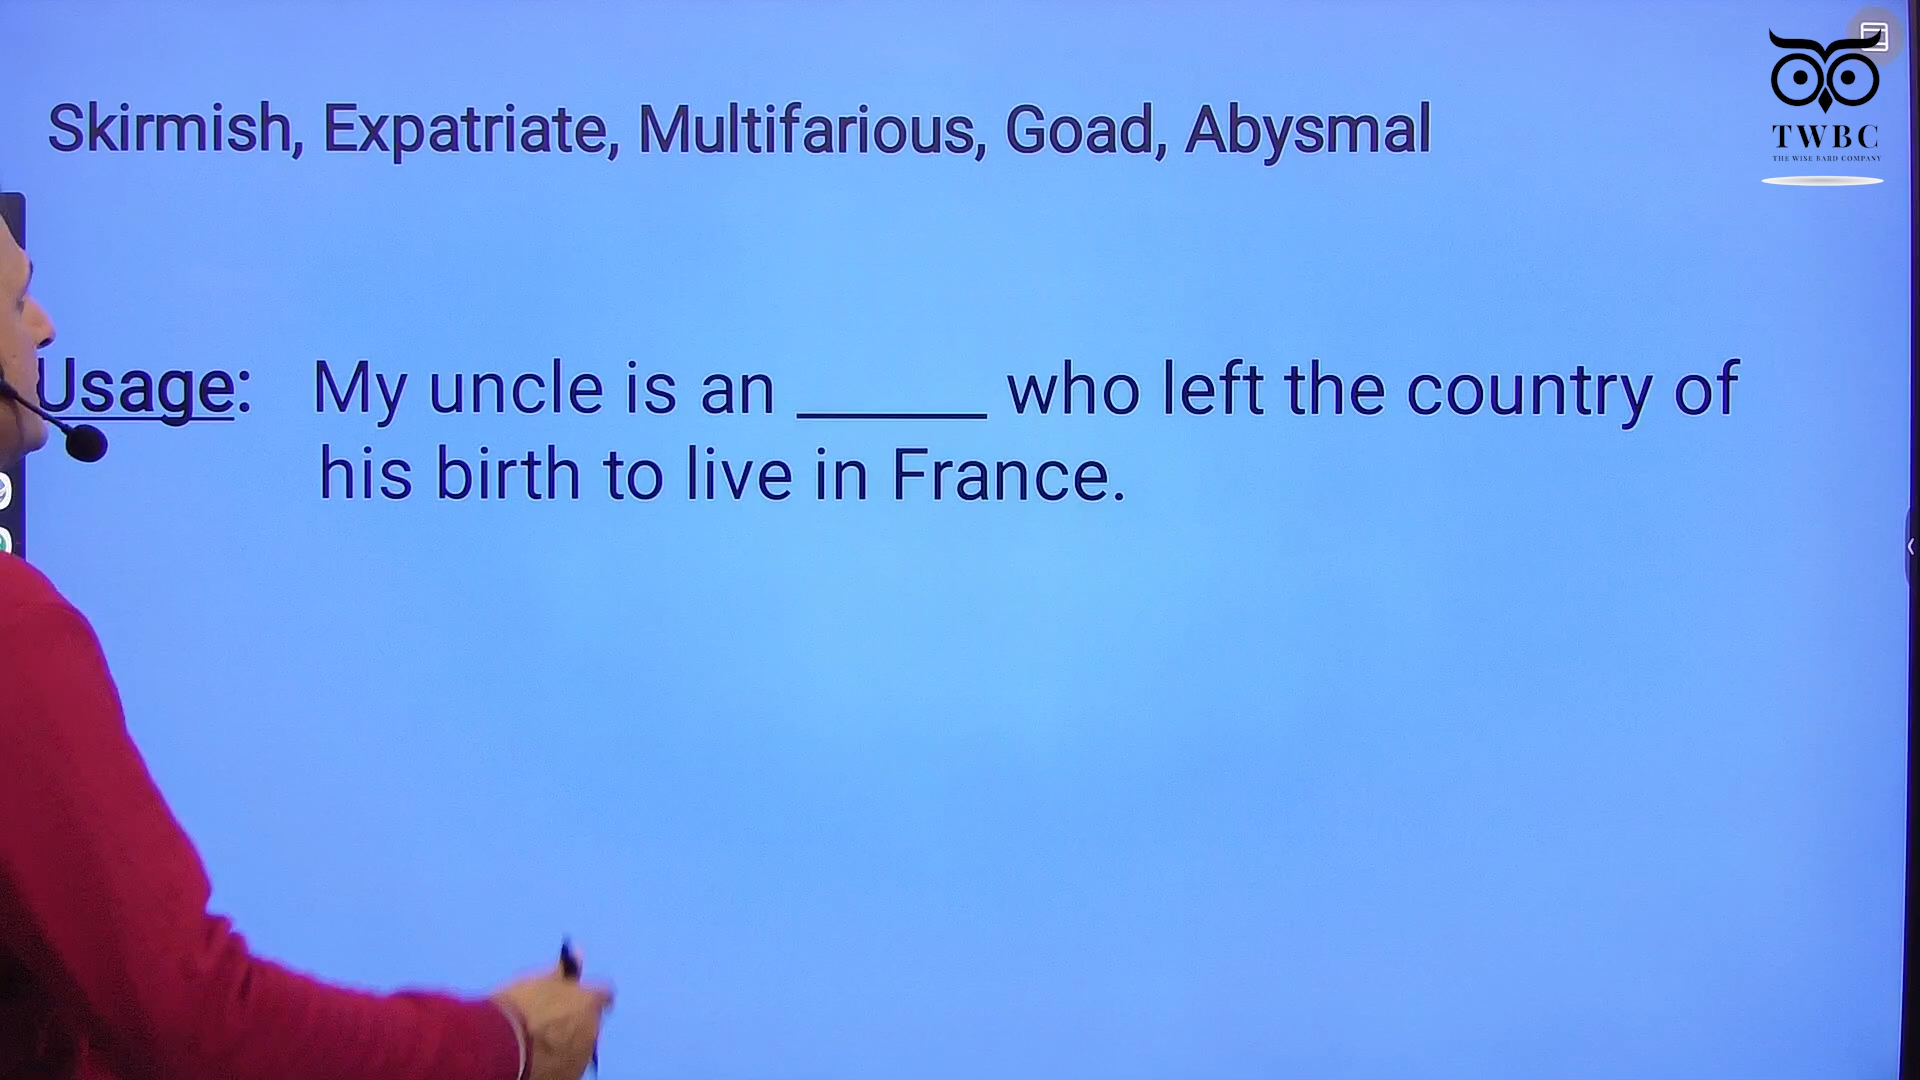 Skirmish, Expatriate, Multifarious, Goad, Abysmal
TWBC
THE WISE BARD COMPANY
Usage: My uncle is an ______ who left the country of
his birth to live in France.